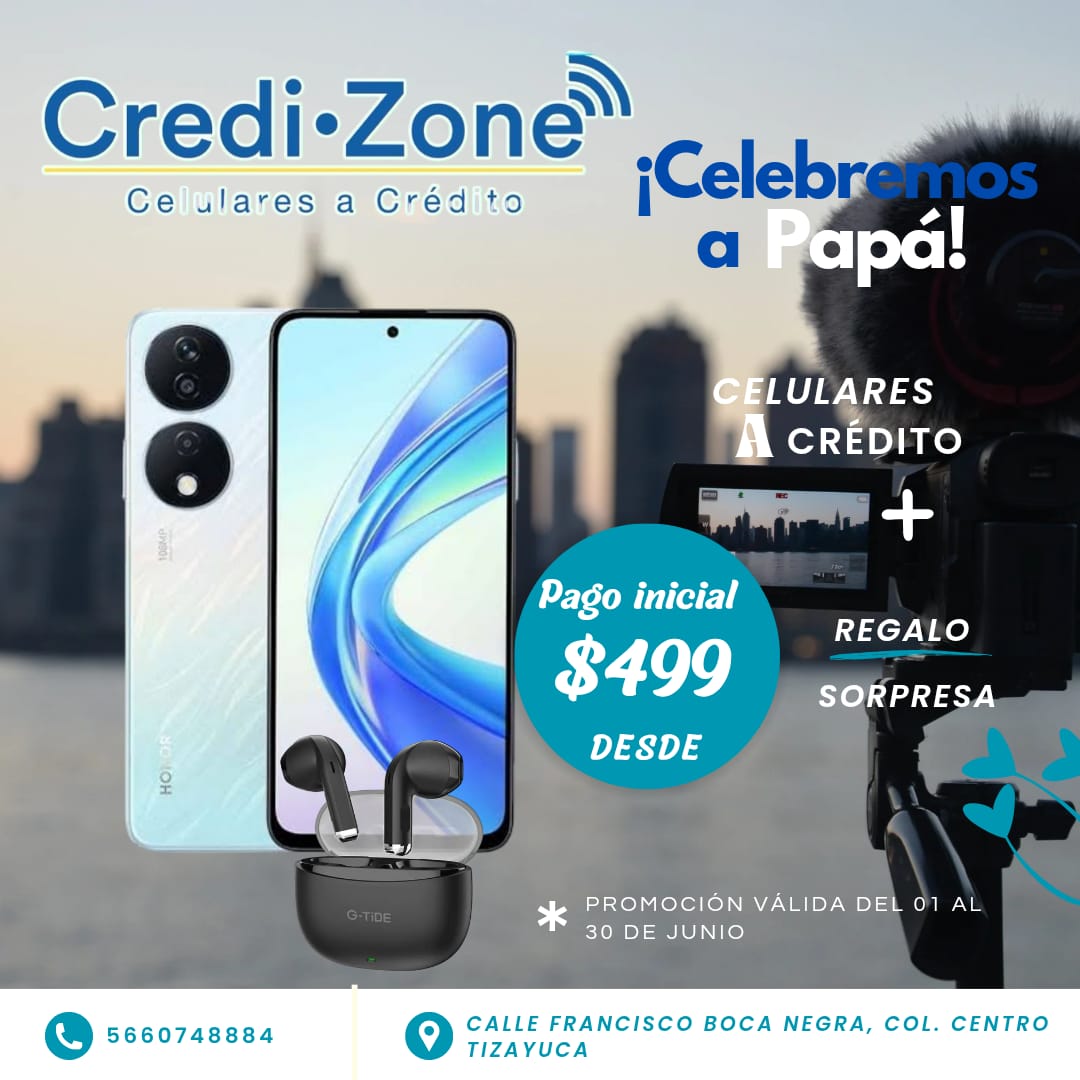 Credi•Zone
Celulares a Crédito
¡Celebremos
a Papá!
CELULARES
A CRÉDITO
+
REGALO
SORPRESA
Pago inicial
$499
DESDE
108MP
HONOR
REC
G-TiDE
* PROMOCIÓN VÁLIDA DEL 01 AL
30 DE JUNIO
5660748884
CALLE FRANCISCO BOCA NEGRA, COL. CENTRO
TIZAYUCA